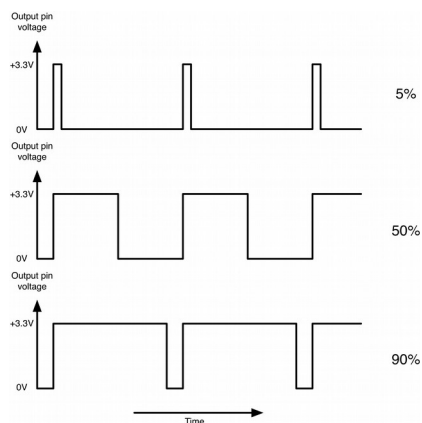 Output pin
voltage
+3.3V
5%
0V
Output pin
voltage
+3.3V
50%
0V
Output pin
voltage
+3.3V
90%
0V
Time